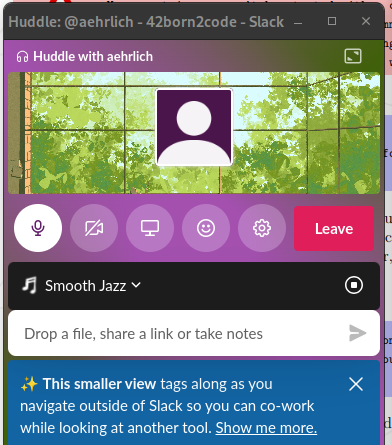 Huddle: @aehrlich - 42born2code - Slack
Huddle with aehrlich
Leave
Smooth Jazz
Drop a file, share a link or take notes
✨ This smaller view tags along as you
navigate outside of Slack so you can co-work
while looking at another tool. Show me more.